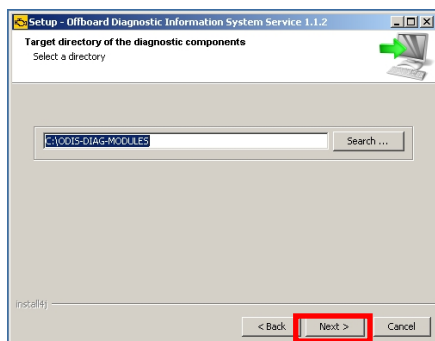 Setup - Offboard Diagnostic Information System Service 1.1.2
Target directory of the diagnostic components
Select a directory
C:\ODIS-DIAG-MODULES
Search ...
install4j
< Back
Next >
Cancel